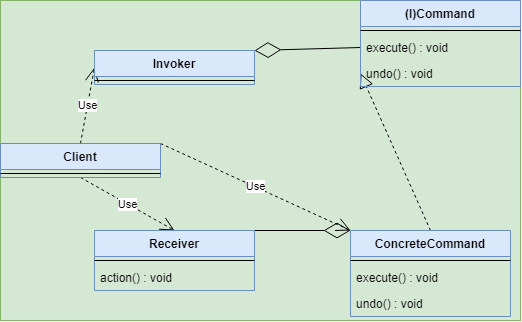 (I)Command
execute() : void
undo() : void
Invoker
Use
Client
Use
Use
Receiver
action() : void
ConcreteCommand
execute() : void
undo() : void